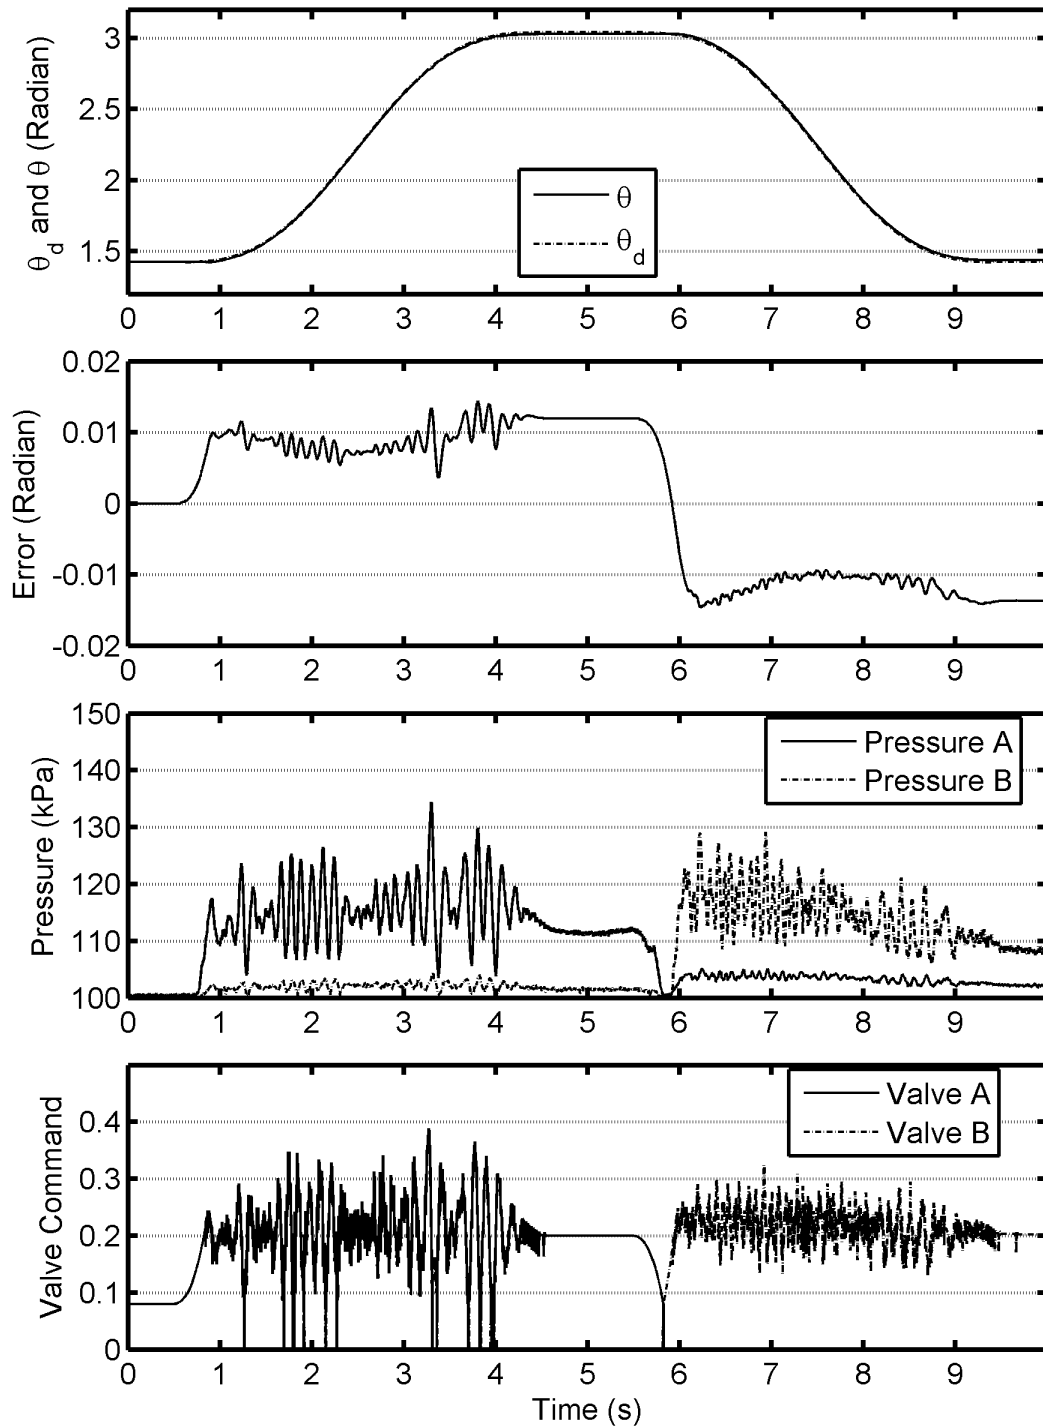 θd and θ (Radian)
3
2.5
2
1.5
θ
θd
0 1 2 3 4 5 6 7 8 9
Error (Radian)
0.02
0.01
0
-0.01
-0.02
0 1 2 3 4 5 6 7 8 9
Pressure (kPa)
150
140
130
120
110
100
Pressure A
Pressure B
0 1 2 3 4 5 6 7 8 9
Valve Command
0.4
0.3
0.2
0.1
0
Valve A
Valve B
0 1 2 3 4 5 6 7 8 9
Time (s)